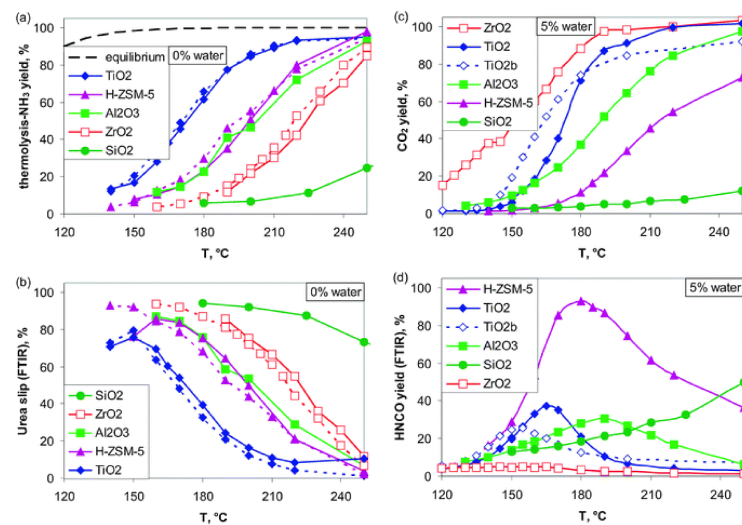 (a)
thermolysis-NH₃ yield, %
100
80
60
40
20
0
equilibrium
0% water
TiO2
H-ZSM-5
Al2O3
ZrO2
SiO2
120 150 180 210 240
T, °C
(c)
CO₂ yield, %
100
80
60
40
20
0
ZrO2
5% water
TiO2
TiO2b
Al2O3
H-ZSM-5
SiO2
120 150 180 210 240
T, °C
(b)
Urea slip (FTIR), %
100
80
60
40
20
0
0% water
SiO2
ZrO2
Al2O3
H-ZSM-5
TiO2
120 150 180 210 240
T, °C
(d)
HNCO yield (FTIR), %
100
80
60
40
20
0
H-ZSM-5
5% water
TiO2
TiO2b
Al2O3
SiO2
ZrO2
120 150 180 210 240
T, °C